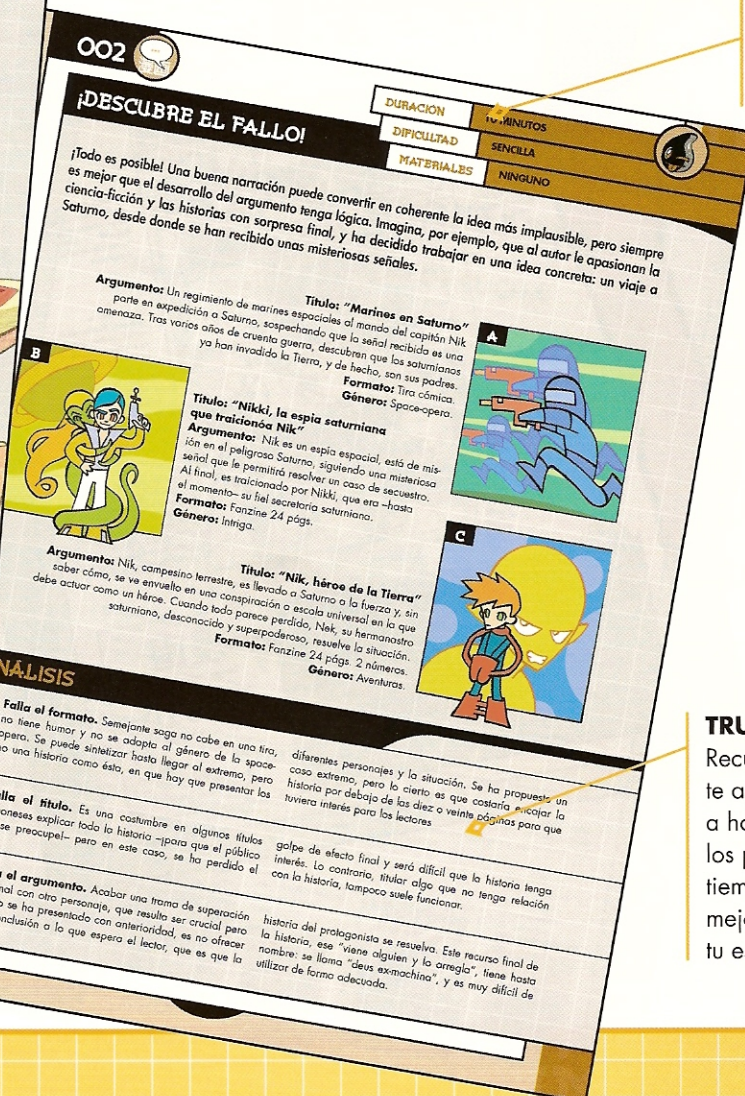 002
¡DESCUBRE EL FALLO!
DURACIÓN
10 MINUTOS
DIFICULTAD
SENCILLA
MATERIALES
NINGUNO
¡Todo es posible! Una buena narración puede convertir en coherente la idea más implausible, pero siempre
es mejor que el desarrollo del argumento tenga lógica. Imagina, por ejemplo, que al autor le apasionan la
ciencia-ficción y las historias con sorpresa final, y ha decidido trabajar en una idea concreta: un viaje a
Saturno, desde donde se han recibido unas misteriosas señales.
Título: “Marines en Saturno”
Argumento: Un regimiento de marines espaciales al mando del capitán Nik
parte en expedición a Saturno, sospechando que la señal recibida es una
amenaza. Tras varios años de cruenta guerra, descubren que los saturnianos
ya han invadido la Tierra, y de hecho, son sus padres.
Formato: Tira cómica.
Género: Space-opera.
A
B
Título: “Nikki, la espia saturniana
que traicionóa Nik”
Argumento: Nik es un espia espacial, está de mis-
ión en el peligroso Saturno, siguiendo una misteriosa
señal que le permitirá resolver un caso de secuestro.
Al final, es traicionado por Nikki, que era –hasta
el momento– su fiel secretaria saturniana.
Formato: Fanzine 24 págs.
Género: Intriga.
C
Título: “Nik, héroe de la Tierra”
Argumento: Nik, campesino terrestre, es llevado a Saturno a la fuerza y, sin
saber cómo, se ve envuelto en una conspiración a escala universal en la que
debe actuar como un héroe. Cuando todo parece perdido, Nek, su hermanastro
saturniano, desconocido y superpoderoso, resuelve la situación.
Formato: Fanzine 24 págs. 2 números.
Género: Aventuras.
NÁLISIS
Falla el formato. Semejante saga no cabe en una tira,
no tiene humor y no se adapta al género de la space-
opera. Se puede sintetizar hasta llegar al extremo, pero
una historia como ésta, en que hay que presentar los
diferentes personajes y la situación. Se ha propuesto un
caso extremo, pero lo cierto es que costaría encajar la
historia por debajo de las diez o veinte páginas para que
tuviera interés para los lectores
lla el título. Es una costumbre en algunos títulos
oneses explicar toda la historia –¡para que el público
se preocupe!– pero en este caso, se ha perdido el
golpe de efecto final y será difícil que la historia tenga
interés. Lo contrario, titular algo que no tenga relación
con la historia, tampoco suele funcionar.
el argumento. Acabar una trama de superación
nal con otro personaje, que resulta ser crucial pero
se ha presentado con anterioridad, es no ofrecer
nclusión a lo que espera el lector, que es que la
historia del protagonista se resuelva. Este recurso final de
la historia, ese “viene alguien y lo arregla”, tiene hasta
nombre: se llama “deus ex-machina”, y es muy difícil de
utilizar de forma adecuada.
TRU
Recu
te a
a ha
los p
tiem
mejo
tu e